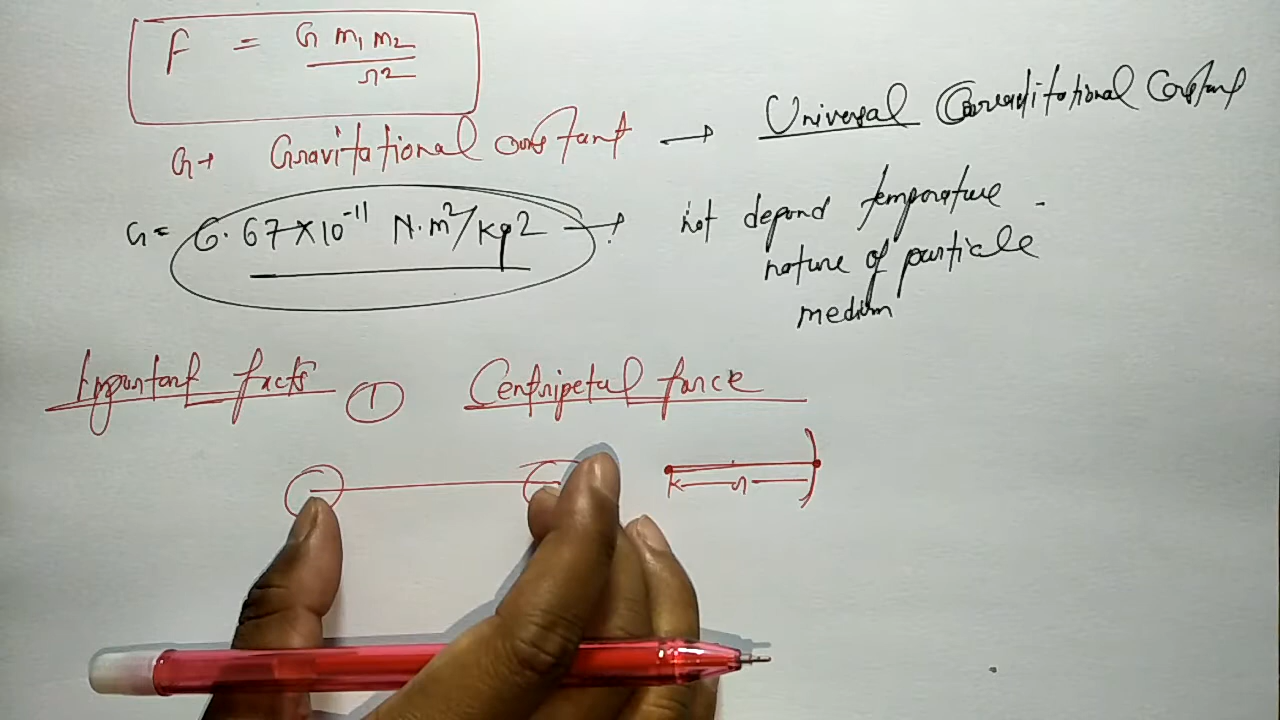 F = G m₁ m₂ / r²
G → Gravitational constant → Universal Gravitational Constant
G = 6.67×10⁻¹¹ N.m²/kg2 → not depend temperature
nature of particle
medium
Important facts ① Centripetal force
r